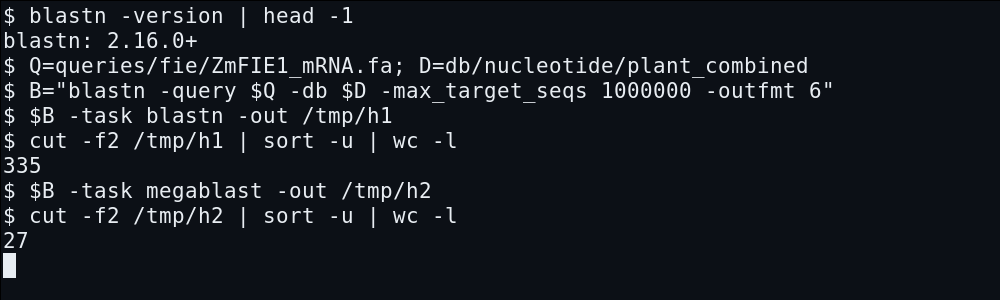 $ blastn -version | head -1
blastn: 2.16.0+
$ Q=queries/fie/ZmFIE1_mRNA.fa; D=db/nucleotide/plant_combined
$ B="blastn -query $Q -db $D -max_target_seqs 1000000 -outfmt 6"
$ $B -task blastn -out /tmp/h1
$ cut -f2 /tmp/h1 | sort -u | wc -l
335
$ $B -task megablast -out /tmp/h2
$ cut -f2 /tmp/h2 | sort -u | wc -l
27